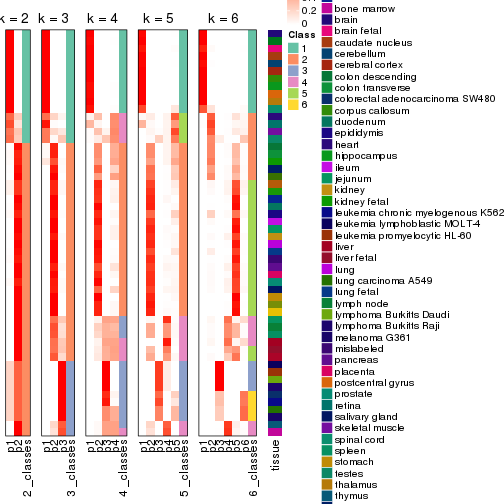 k = 2
k = 3
k = 4
k = 5
k = 6
0.2
0
Class
1
2
3
4
5
6
bone marrow
brain
brain fetal
caudate nucleus
cerebellum
cerebral cortex
colon descending
colon transverse
colorectal adenocarcinoma SW480
corpus callosum
duodenum
epididymis
heart
hippocampus
ileum
jejunum
kidney
kidney fetal
leukemia chronic myelogenous K562
leukemia lymphoblastic MOLT-4
leukemia promyelocytic HL-60
liver
liver fetal
lung
lung carcinoma A549
lung fetal
lymph node
lymphoma Burkitts Daudi
lymphoma Burkitts Raji
melanoma G361
mislabeled
pancreas
placenta
postcentral gyrus
prostate
retina
salivary gland
skeletal muscle
spinal cord
spleen
stomach
testes
thalamus
thymus
p1
p2
2_classes
p1
p2
p3
3_classes
p1
p2
p3
p4
4_classes
p1
p2
p3
p4
p5
5_classes
p1
p2
p3
p4
p5
p6
6_classes
tissue